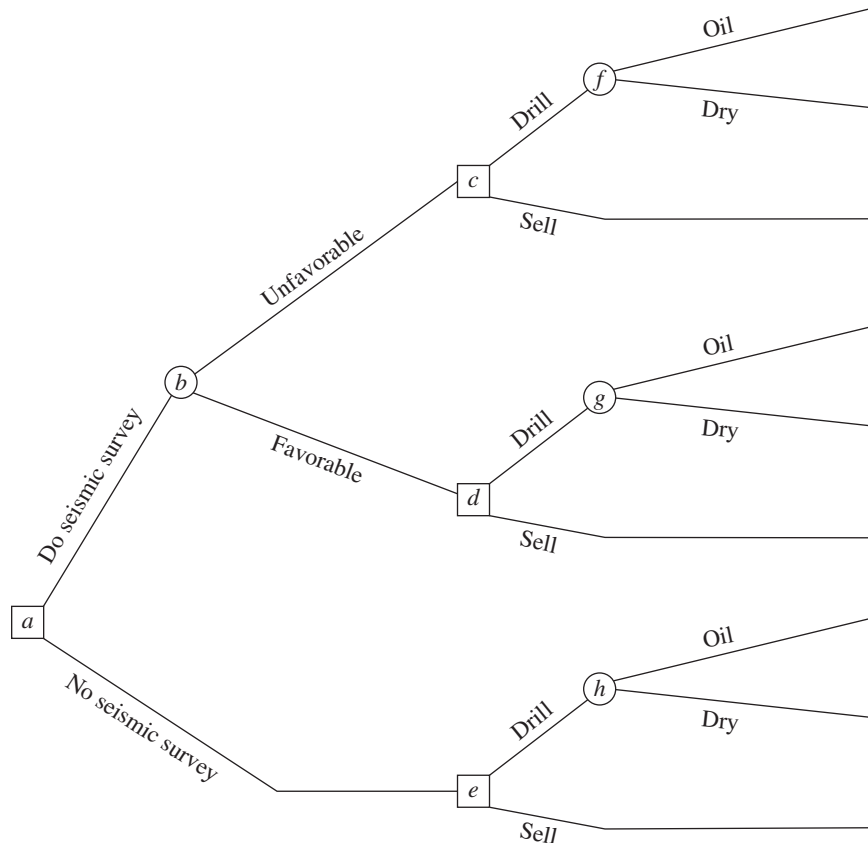 Oil
f
Drill
Dry
c
Sell
Unfavorable
Oil
b
g
Drill
Dry
Favorable
d
Sell
Do seismic survey
a
Oil
h
No seismic survey
Drill
Dry
e
Sell